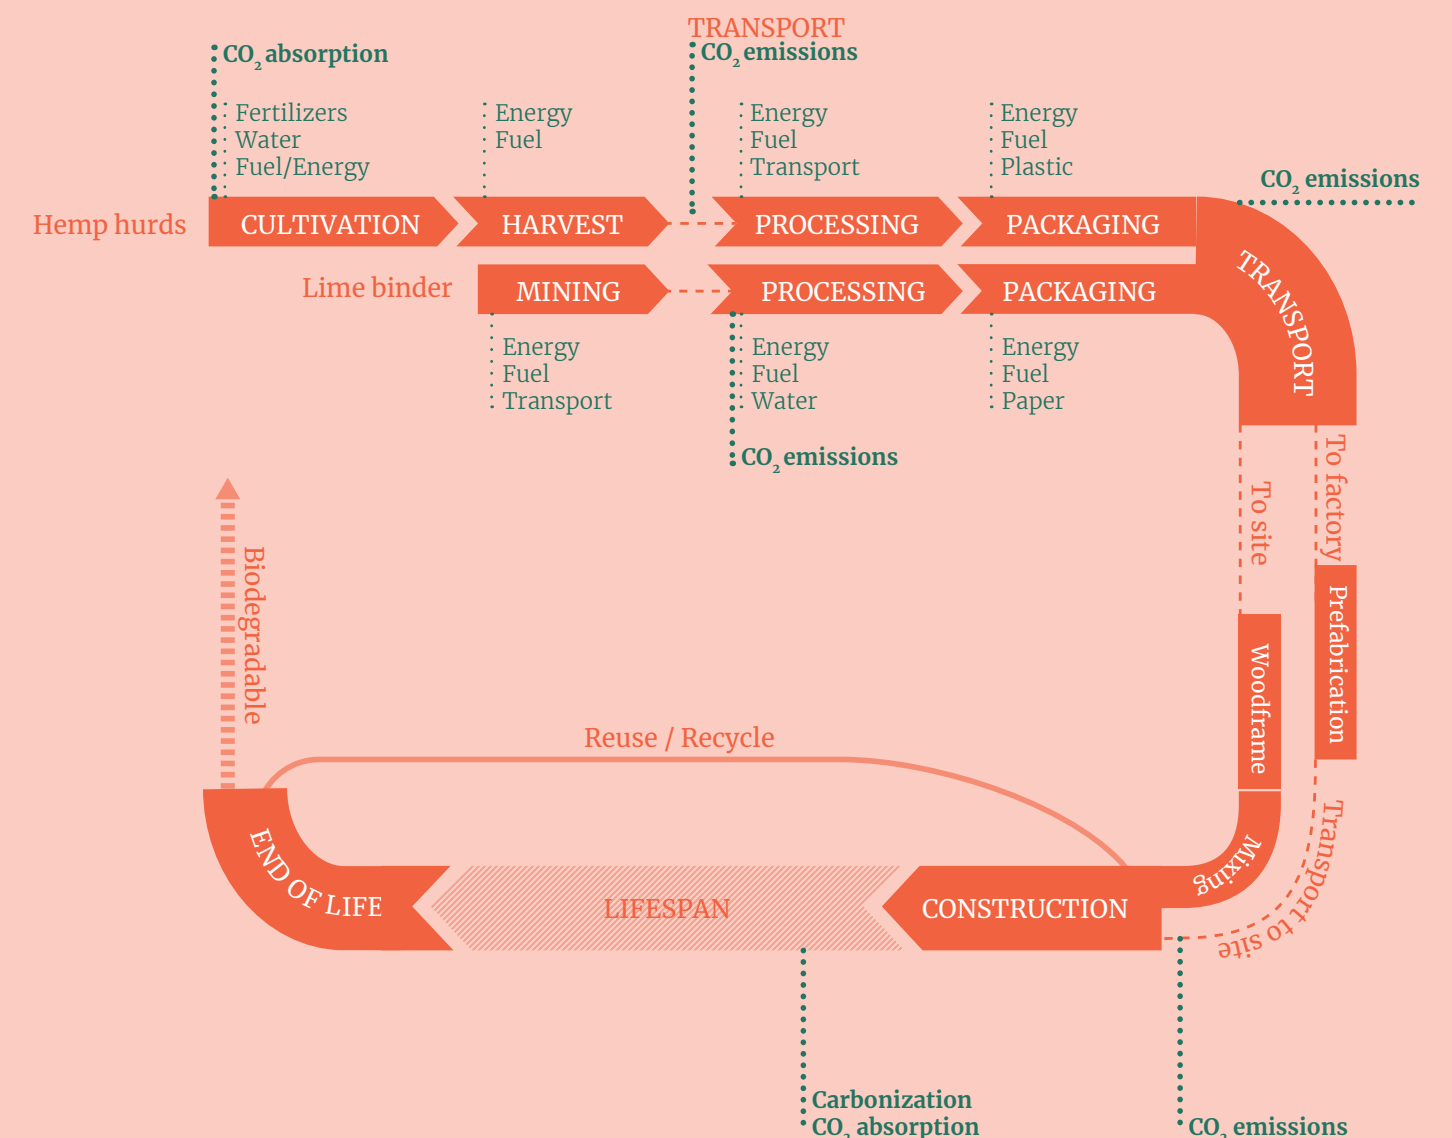 TRANSPORT
CO₂ absorption
CO₂ emissions
Fertilizers
Water
Fuel/Energy
Energy
Fuel
Energy
Fuel
Transport
Energy
Fuel
Plastic
CO₂ emissions
Hemp hurds
CULTIVATION
HARVEST
PROCESSING
PACKAGING
TRANSPORT
Lime binder
MINING
PROCESSING
PACKAGING
Energy
Fuel
Transport
Energy
Fuel
Water
Energy
Fuel
Paper
CO₂ emissions
To factory
To site
Prefabrication
Woodframe
Biodegradable
Reuse / Recycle
Mixing
Transport to site
END OF LIFE
LIFESPAN
CONSTRUCTION
Carbonization
CO₂ absorption
CO₂ emissions